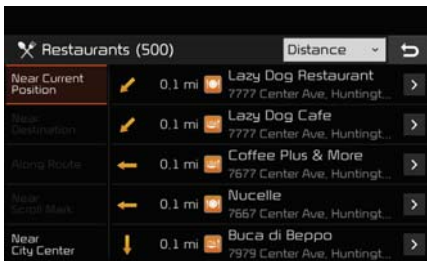 Restaurants (500)
Distance
Near Current
Position
0.1 mi
Lazy Dog Restaurant
7777 Center Ave, Huntingt...
Near
Destination
0.1 mi
Lazy Dog Cafe
7777 Center Ave, Huntingt...
Along Route
0.1 mi
Coffee Plus & More
7677 Center Ave, Huntingt...
Near
Scroll Mark
0.1 mi
Nucelle
7667 Center Ave, Huntingt...
Near
City Center
0.1 mi
Buca di Beppo
7979 Center Ave, Huntingt...